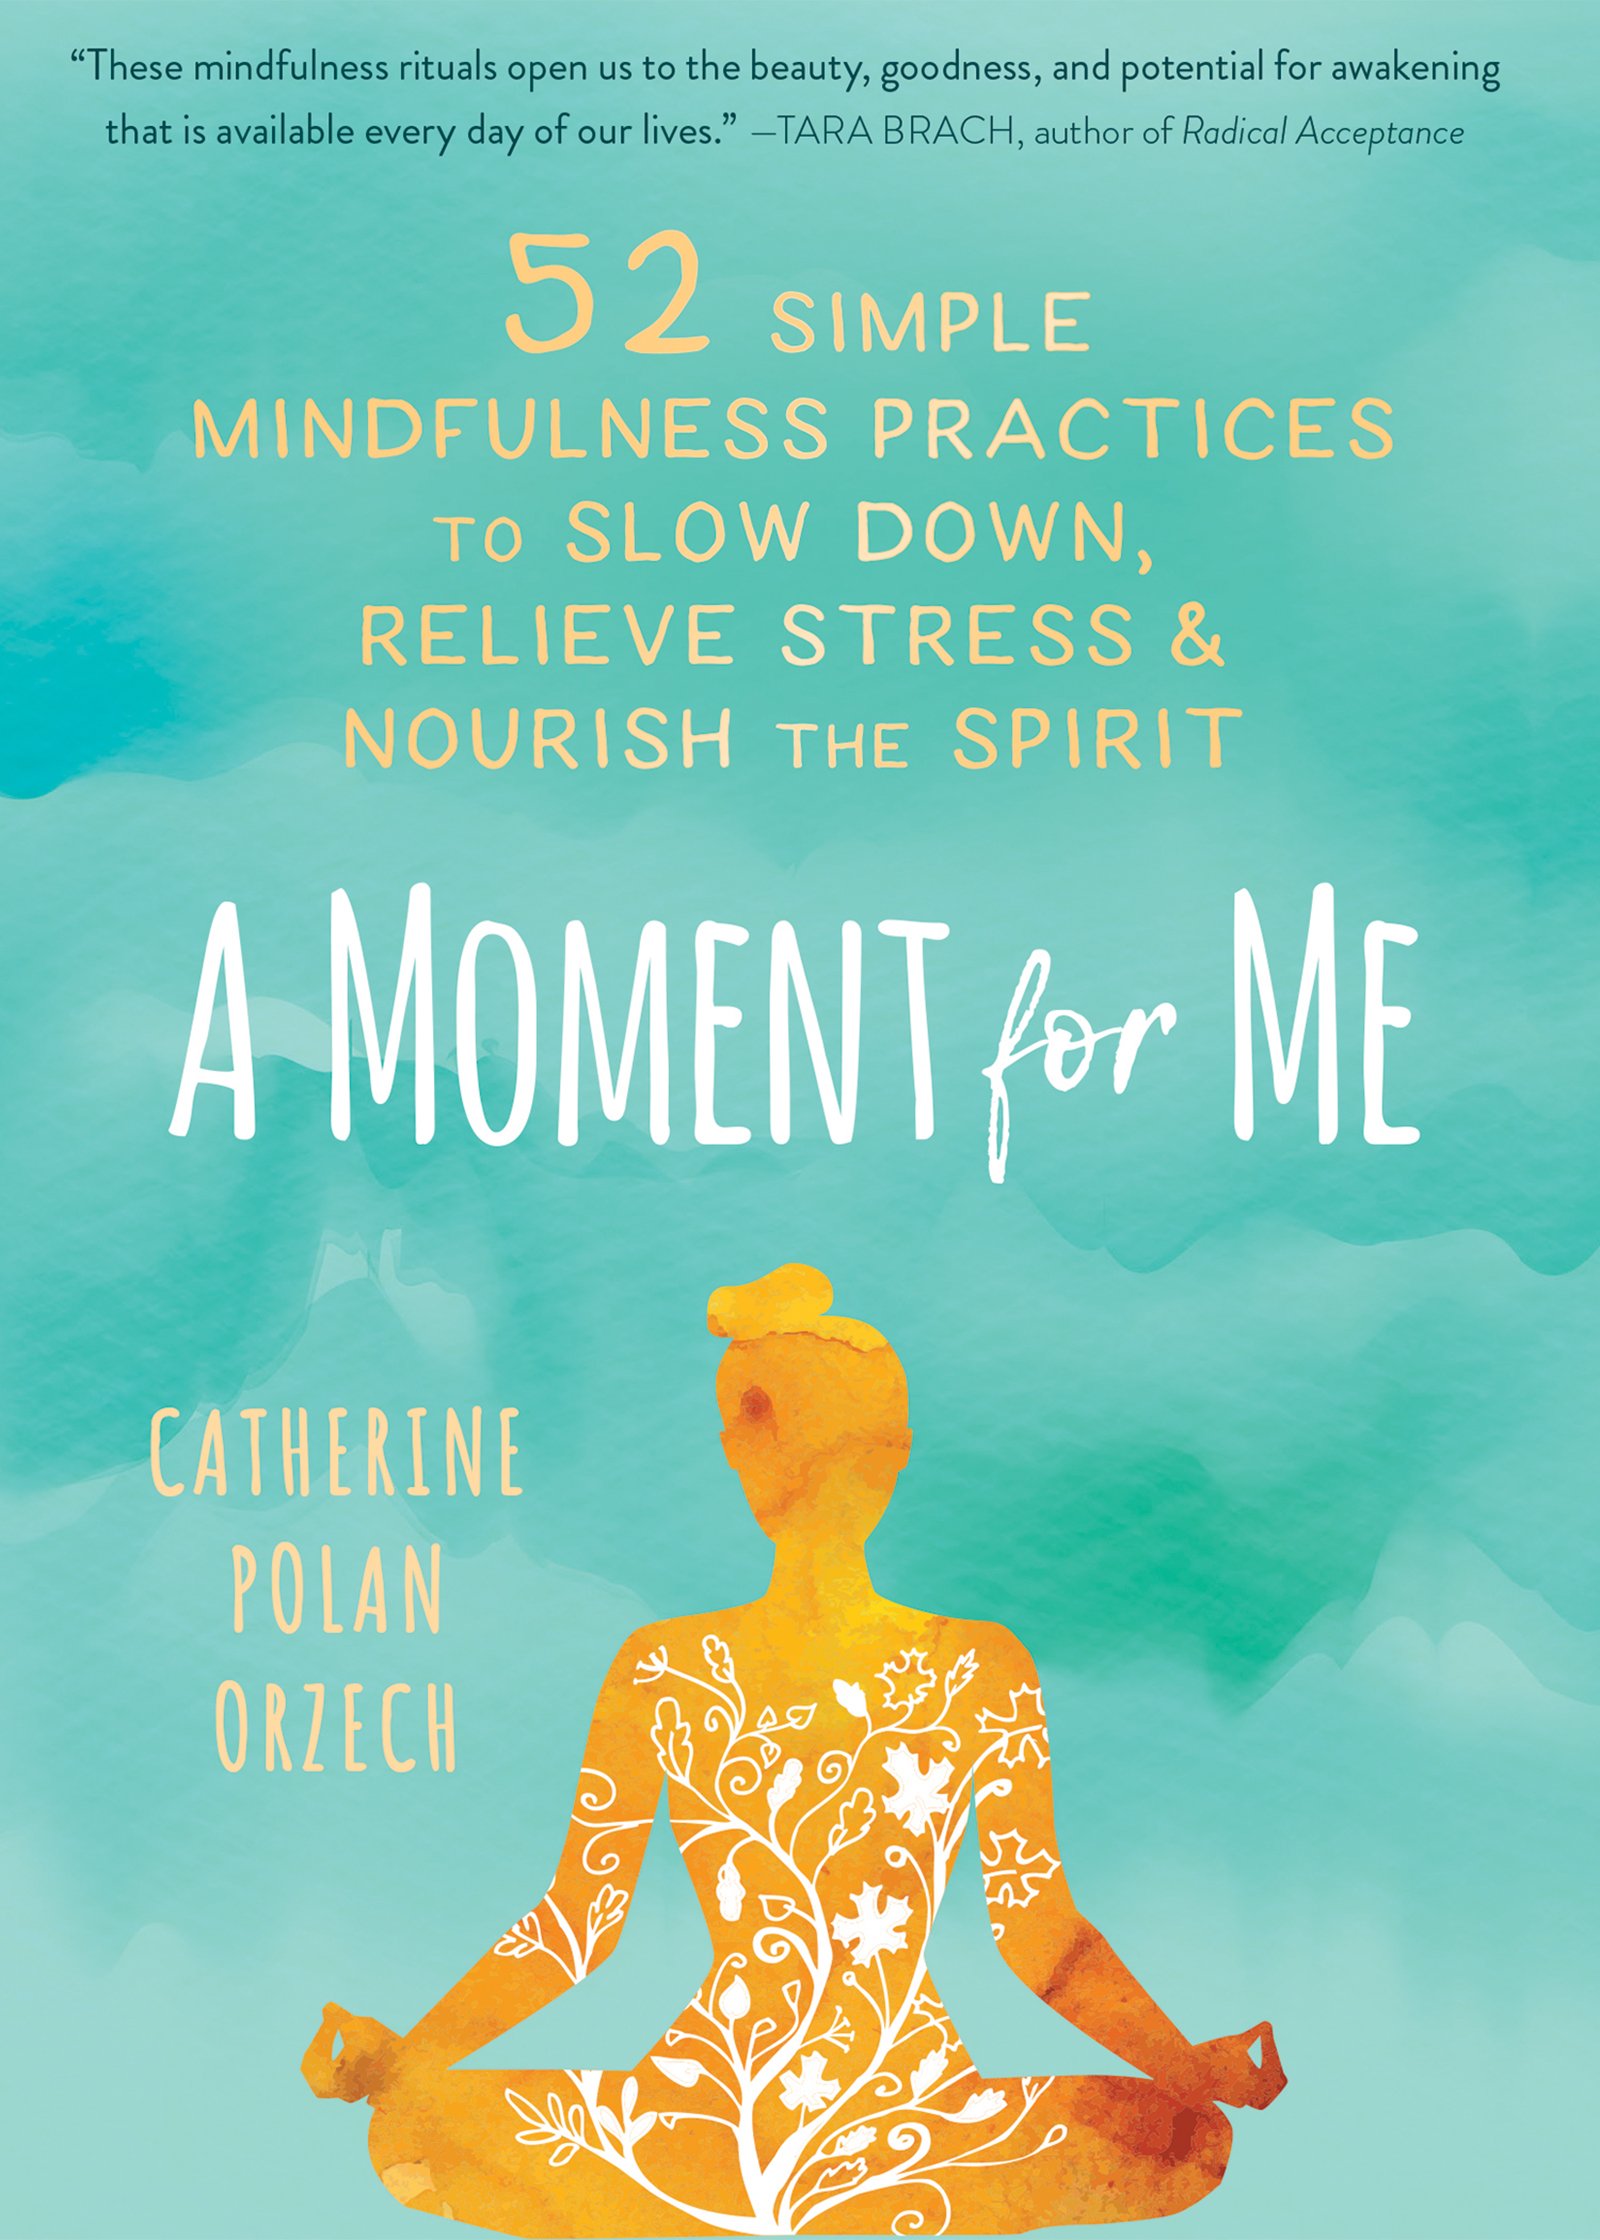 “These mindfulness rituals open us to the beauty, goodness, and potential for awakening
that is available every day of our lives.” —TARA BRACH, author of Radical Acceptance
52 SIMPLE
MINDFULNESS PRACTICES
TO SLOW DOWN,
RELIEVE STRESS &
NOURISH THE SPIRIT
A MOMENT for ME
CATHERINE
POLAN
ORZECH